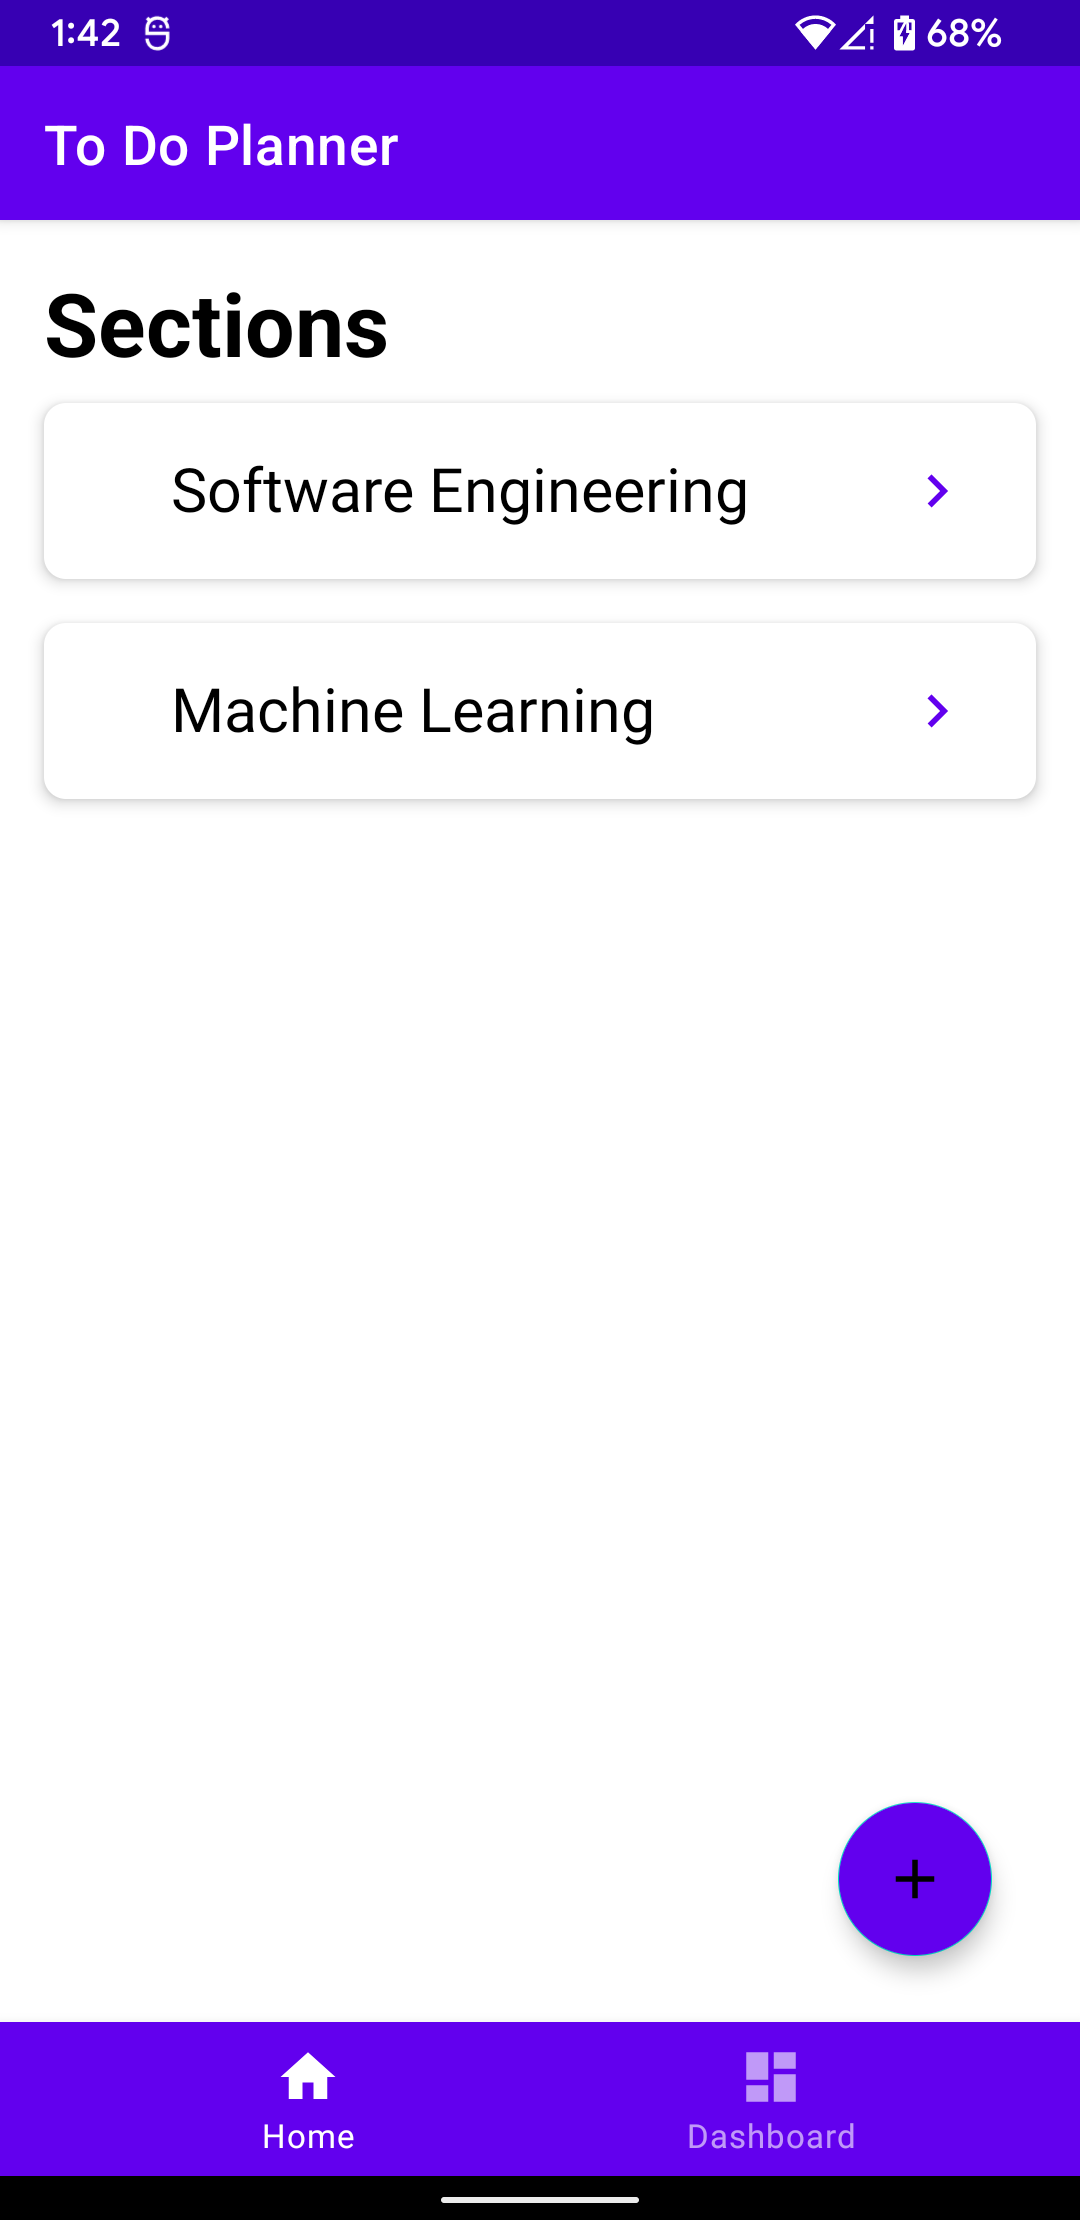 1:42 68%
To Do Planner
Sections
Software Engineering
Machine Learning
Home Dashboard